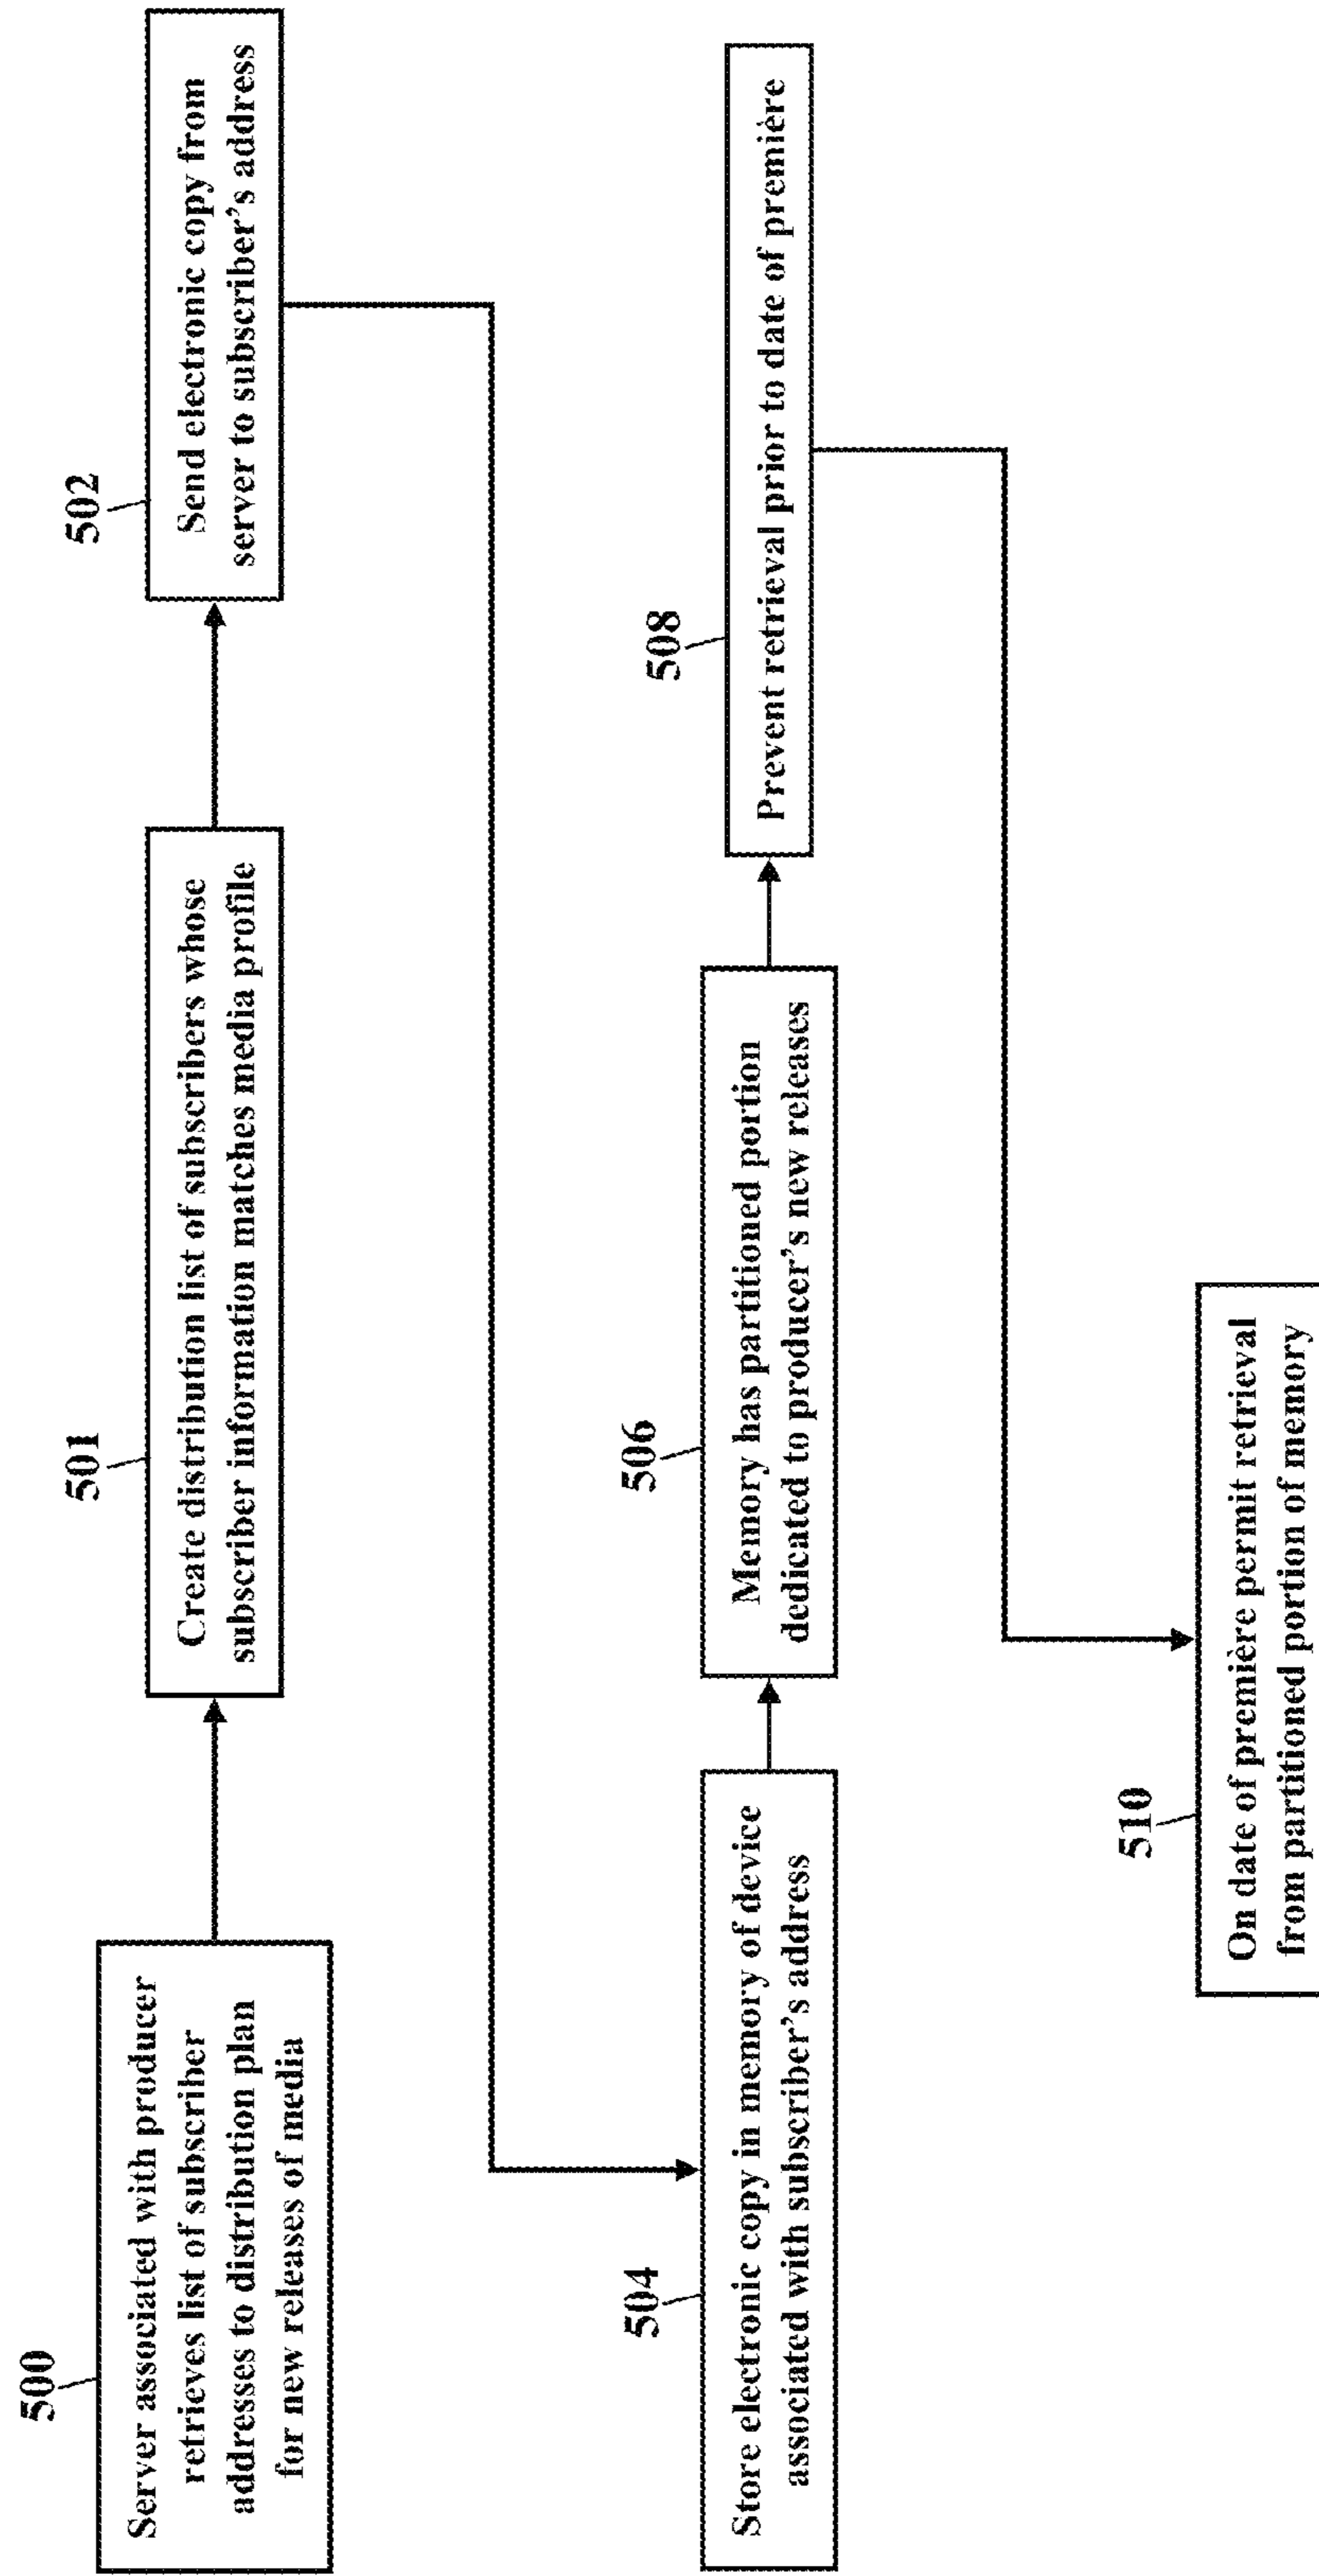 500
Server associated with producer
retrieves list of subscriber
addresses to distribution plan
for new releases of media
501
Create distribution list of subscribers whose
subscriber information matches media profile
502
Send electronic copy from
server to subscriber's address
504
Store electronic copy in memory of device
associated with subscriber's address
506
Memory has partitioned portion
dedicated to producer's new releases
508
Prevent retrieval prior to date of première
510
On date of première permit retrieval
from partitioned portion of memory